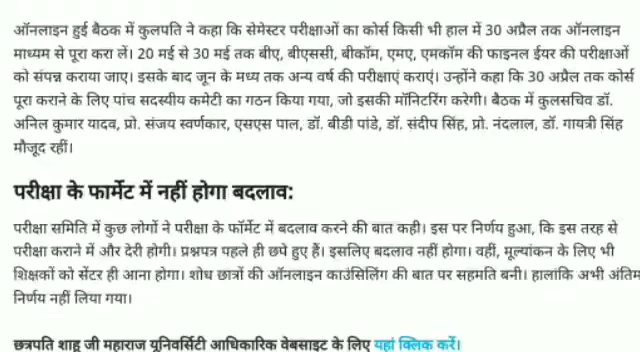 ऑनलाइन हुई बैठक में कुलपति ने कहा कि सेमेस्टर परीक्षाओं का कोर्स किसी भी हाल में 30 अप्रैल तक ऑनलाइन
माध्यम से पूरा करा लें। 20 मई से 30 मई तक बीए, बीएससी, बीकॉम, एमए, एमकॉम की फाइनल ईयर की परीक्षाओं
को संपन्न कराया जाए। इसके बाद जून के मध्य तक अन्य वर्ष की परीक्षाएं कराएं। उन्होंने कहा कि 30 अप्रैल तक कोर्स
पूरा कराने के लिए पांच सदस्यीय कमेटी का गठन किया गया, जो इसकी मॉनिटरिंग करेगी। बैठक में कुलसचिव डॉ.
अनिल कुमार यादव, प्रो. संजय स्वर्णकार, एसएस पाल, डॉ. बीडी पांडे, डॉ. संदीप सिंह, प्रो. नंदलाल, डॉ. गायत्री सिंह
मौजूद रहीं।
परीक्षा के फार्मेट में नहीं होगा बदलाव:
परीक्षा समिति में कुछ लोगों ने परीक्षा के फॉर्मेट में बदलाव करने की बात कही। इस पर निर्णय हुआ, कि इस तरह से
परीक्षा कराने में और देरी होगी। प्रश्नपत्र पहले ही छपे हुए हैं। इसलिए बदलाव नहीं होगा। वहीं, मूल्यांकन के लिए भी
शिक्षकों को सेंटर ही आना होगा। शोध छात्रों की ऑनलाइन काउंसिलिंग की बात पर सहमति बनी। हालांकि अभी अंतिम
निर्णय नहीं लिया गया।
छत्रपति शाहू जी महाराज यूनिवर्सिटी आधिकारिक वेबसाइट के लिए यहां क्लिक करें।